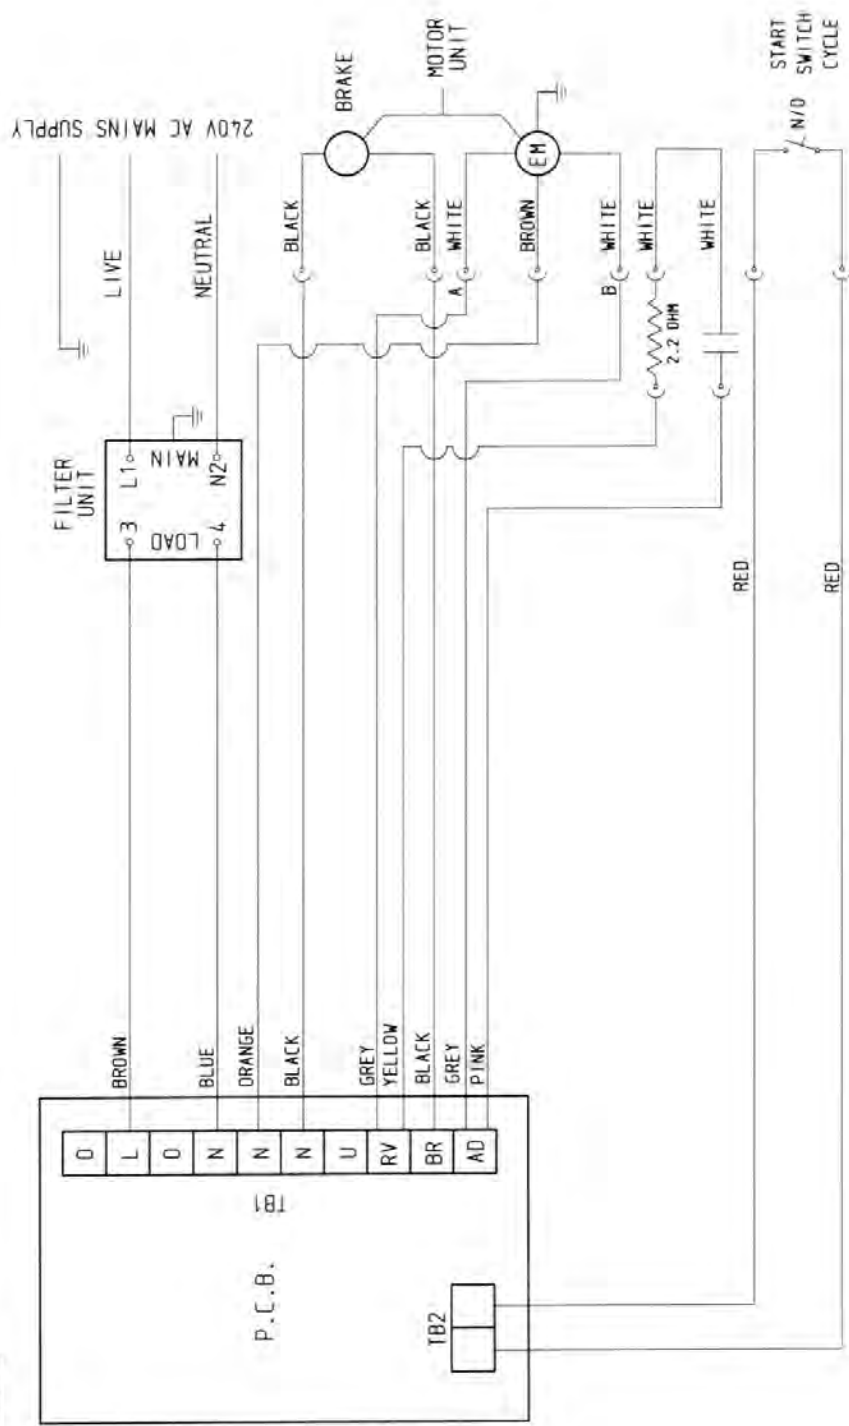 240V AC MAINS SUPPLY
LIVE
NEUTRAL
FILTER
UNIT
L1
MAIN
N2
3
LOAD
4
BRAKE
MOTOR
UNIT
EM
BLACK
BLACK
WHITE
BROWN
WHITE
WHITE
WHITE
A
B
2.2 OHM
START
SWITCH
CYCLE
N/O
RED
RED
BROWN
BLUE
ORANGE
BLACK
GREY
YELLOW
BLACK
GREY
PINK
O
L
O
N
N
N
U
RV
BR
AD
TB1
P.C.B.
TB2